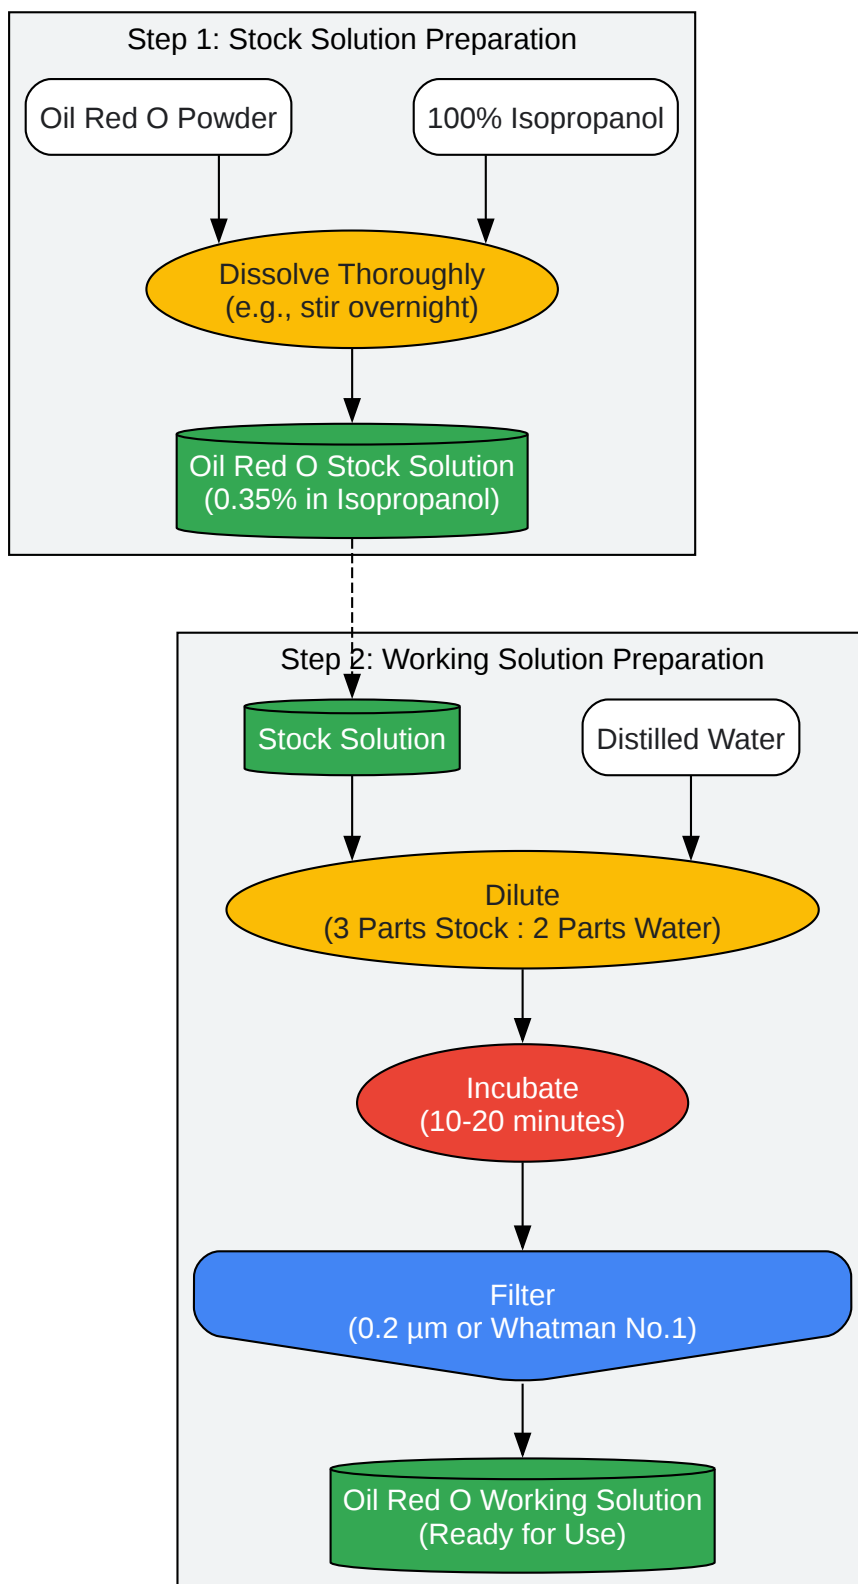 Step 1: Stock Solution Preparation
Oil Red O Powder
100% Isopropanol
Dissolve Thoroughly
(e.g., stir overnight)
Oil Red O Stock Solution
(0.35% in Isopropanol)
Step 2: Working Solution Preparation
Stock Solution
Distilled Water
Dilute
(3 Parts Stock : 2 Parts Water)
Incubate
(10-20 minutes)
Filter
(0.2 µm or Whatman No.1)
Oil Red O Working Solution
(Ready for Use)